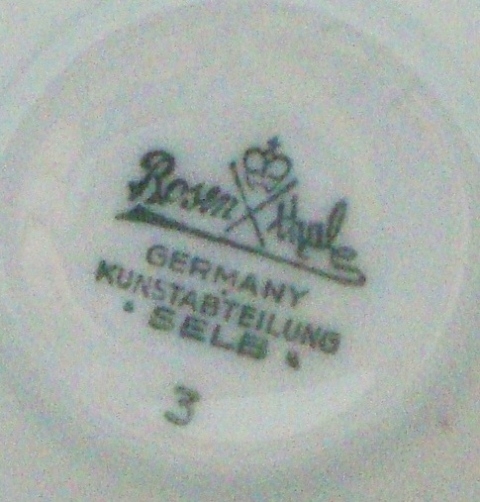 Rosenthal
GERMANY
KUNSTABTEILUNG
SELB
3